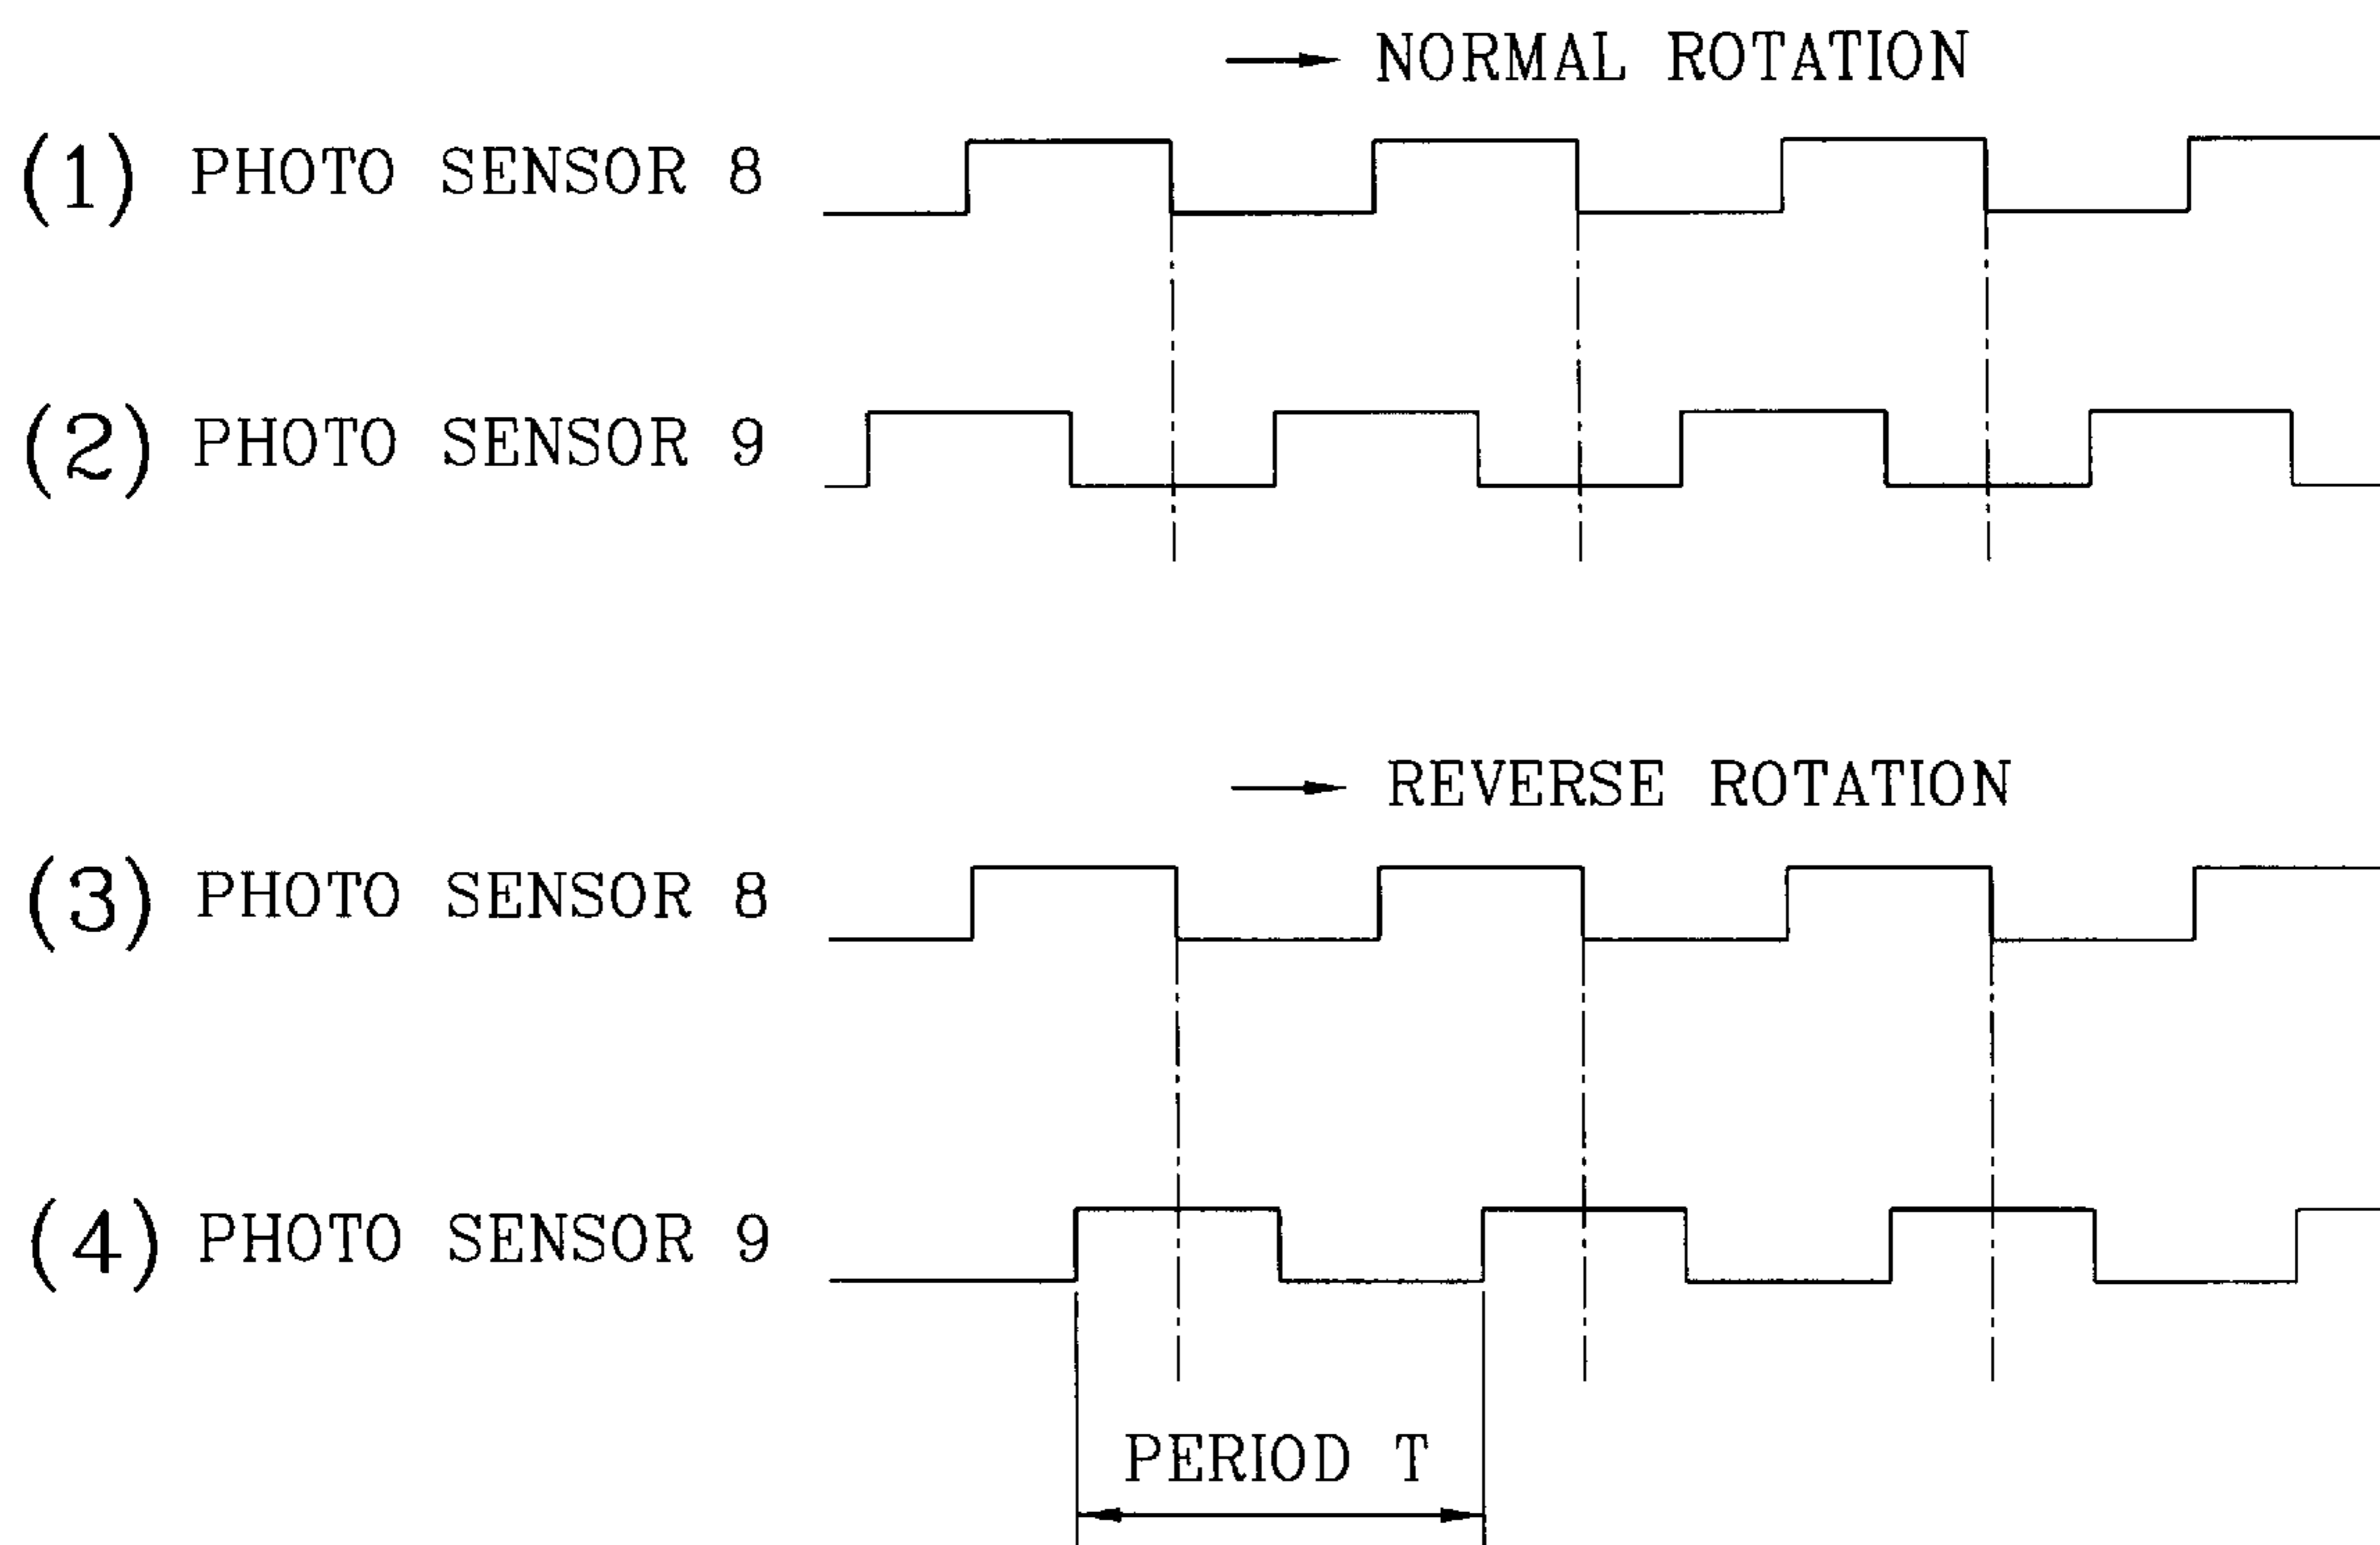 NORMAL ROTATION
(1) PHOTO SENSOR 8
(2) PHOTO SENSOR 9
REVERSE ROTATION
(3) PHOTO SENSOR 8
(4) PHOTO SENSOR 9
PERIOD T